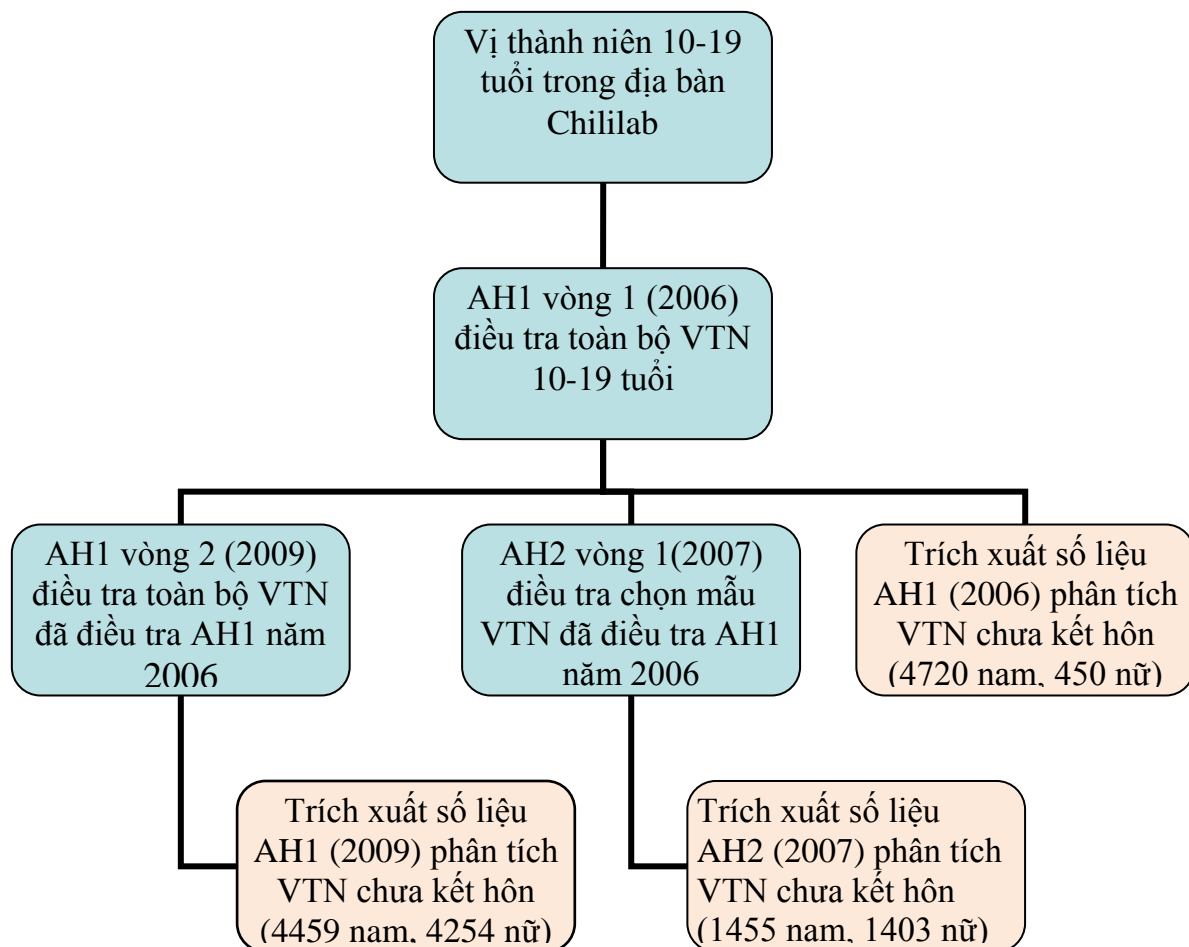 Vị thành niên 10-19
tuổi trong địa bàn
Chililab
AH1 vòng 1 (2006)
điều tra toàn bộ VTN
10-19 tuổi
AH1 vòng 2 (2009)
điều tra toàn bộ VTN
đã điều tra AH1 năm
2006
AH2 vòng 1(2007)
điều tra chọn mẫu
VTN đã điều tra AH1
năm 2006
Trích xuất số liệu
AH1 (2006) phân tích
VTN chưa kết hôn
(4720 nam, 450 nữ)
Trích xuất số liệu
AH1 (2009) phân tích
VTN chưa kết hôn
(4459 nam, 4254 nữ)
Trích xuất số liệu
AH2 (2007) phân tích
VTN chưa kết hôn
(1455 nam, 1403 nữ)